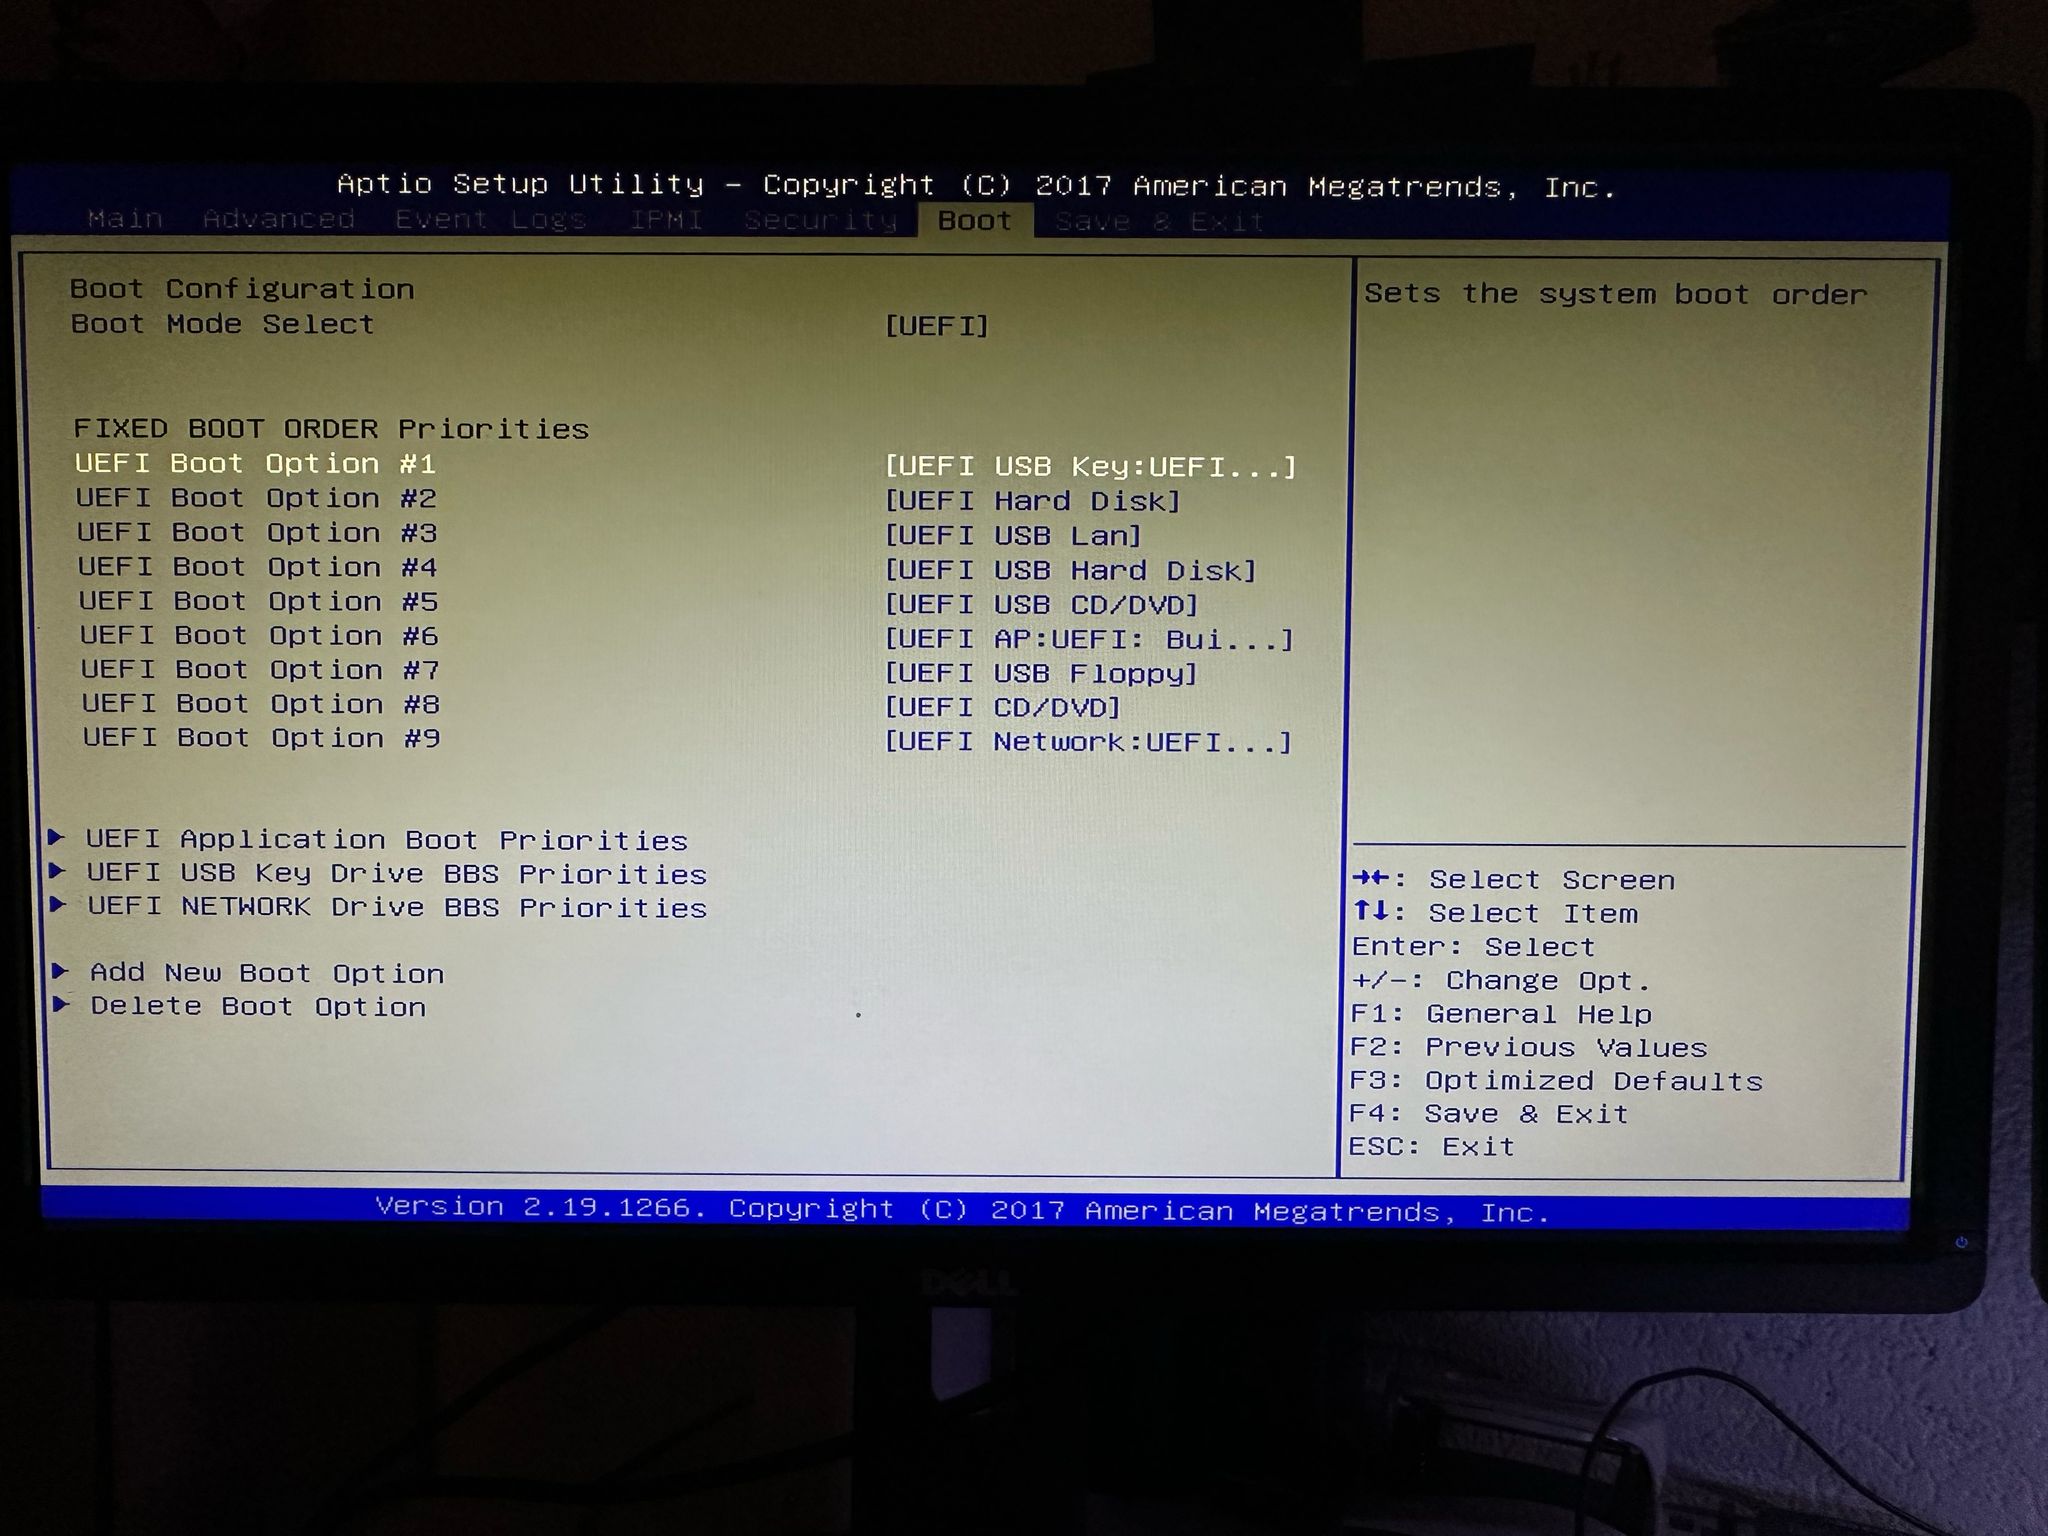 Aptio Setup Utility – Copyright (C) 2017 American Megatrends, Inc.
Main Advanced Event Logs IPMI Security Boot Save & Exit
Boot Configuration
Boot Mode Select [UEFI]
FIXED BOOT ORDER Priorities
UEFI Boot Option #1 [UEFI USB Key:UEFI...]
UEFI Boot Option #2 [UEFI Hard Disk]
UEFI Boot Option #3 [UEFI USB Lan]
UEFI Boot Option #4 [UEFI USB Hard Disk]
UEFI Boot Option #5 [UEFI USB CD/DVD]
UEFI Boot Option #6 [UEFI AP:UEFI: Bui...]
UEFI Boot Option #7 [UEFI USB Floppy]
UEFI Boot Option #8 [UEFI CD/DVD]
UEFI Boot Option #9 [UEFI Network:UEFI...]
UEFI Application Boot Priorities
UEFI USB Key Drive BBS Priorities
UEFI NETWORK Drive BBS Priorities
Add New Boot Option
Delete Boot Option
Sets the system boot order
→←: Select Screen
↑↓: Select Item
Enter: Select
+/-: Change Opt.
F1: General Help
F2: Previous Values
F3: Optimized Defaults
F4: Save & Exit
ESC: Exit
Version 2.19.1266. Copyright (C) 2017 American Megatrends, Inc.
DELL